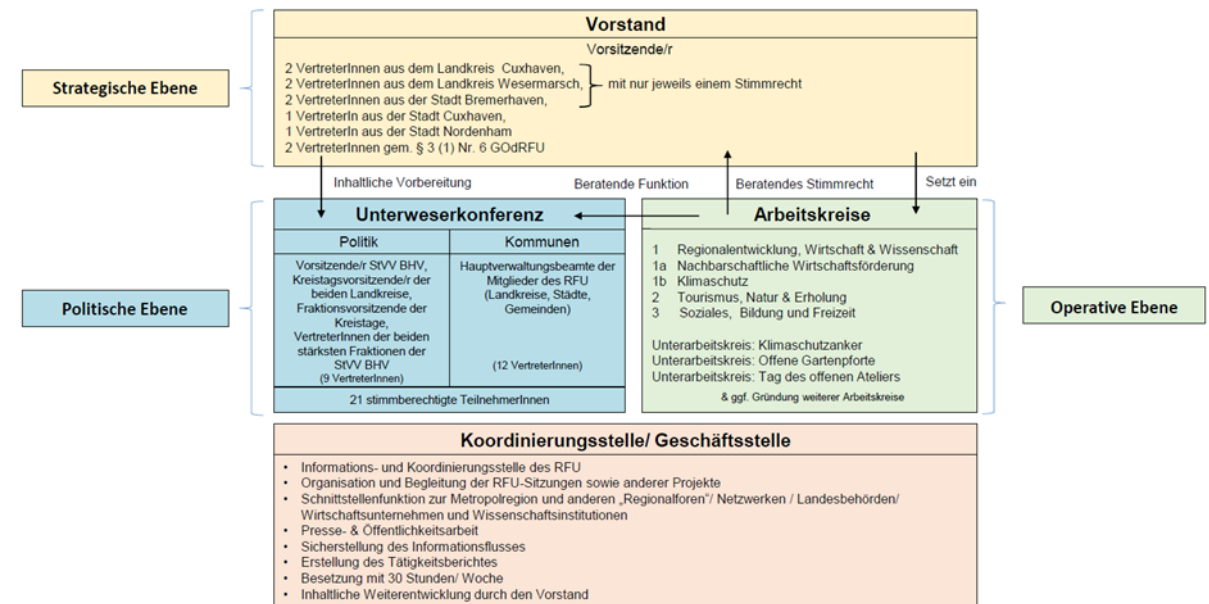 Vorstand
Vorsitzende/r
2 VertreterInnen aus dem Landkreis Cuxhaven,
2 VertreterInnen aus dem Landkreis Wesermarsch,
2 VertreterInnen aus der Stadt Bremerhaven,
mit nur jeweils einem Stimmrecht
1 VertreterIn aus der Stadt Cuxhaven,
1 VertreterIn aus der Stadt Nordenham
2 VertreterInnen gem. § 3 (1) Nr. 6 GOdRFU
Strategische Ebene
Inhaltliche Vorbereitung
Beratende Funktion
Beratendes Stimmrecht
Setzt ein
Politische Ebene
Unterweserkonferenz
Politik
Vorsitzende/r StVV BHV,
Kreistagsvorsitzende/r der
beiden Landkreise,
Fraktionsvorsitzende der
Kreistage,
VertreterInnen der beiden
stärksten Fraktionen der
StVV BHV
(9 VertreterInnen)
Kommunen
Hauptverwaltungsbeamte der
Mitglieder des RFU
(Landkreise, Städte,
Gemeinden)
(12 VertreterInnen)
21 stimmberechtigte TeilnehmerInnen
Arbeitskreise
1 Regionalentwicklung, Wirtschaft & Wissenschaft
1a Nachbarschaftliche Wirtschaftsförderung
1b Klimaschutz
2 Tourismus, Natur & Erholung
3 Soziales, Bildung und Freizeit
Unterarbeitskreis: Klimaschutzanker
Unterarbeitskreis: Offene Gartenpforte
Unterarbeitskreis: Tag des offenen Ateliers
& ggf. Gründung weiterer Arbeitskreise
Operative Ebene
Koordinierungsstelle/ Geschäftsstelle
• Informations- und Koordinierungsstelle des RFU
• Organisation und Begleitung der RFU-Sitzungen sowie anderer Projekte
• Schnittstellenfunktion zur Metropolregion und anderen „Regionalforen"/ Netzwerken / Landesbehörden/
Wirtschaftsunternehmen und Wissenschaftsinstitutionen
• Presse- & Öffentlichkeitsarbeit
• Sicherstellung des Informationsflusses
• Erstellung des Tätigkeitsberichtes
• Besetzung mit 30 Stunden/ Woche
• Inhaltliche Weiterentwicklung durch den Vorstand